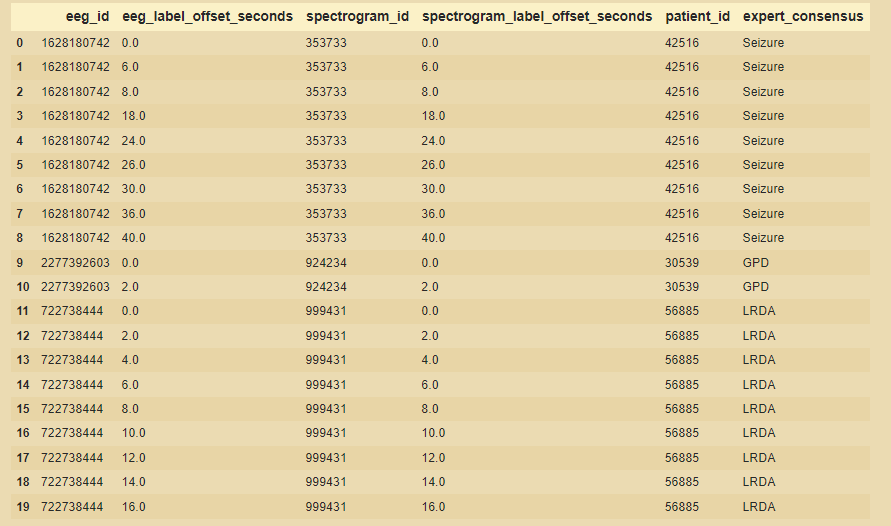 eeg_id eeg_label_offset_seconds spectrogram_id spectrogram_label_offset_seconds patient_id expert_consensus
0 1628180742 0.0 353733 0.0 42516 Seizure
1 1628180742 6.0 353733 6.0 42516 Seizure
2 1628180742 8.0 353733 8.0 42516 Seizure
3 1628180742 18.0 353733 18.0 42516 Seizure
4 1628180742 24.0 353733 24.0 42516 Seizure
5 1628180742 26.0 353733 26.0 42516 Seizure
6 1628180742 30.0 353733 30.0 42516 Seizure
7 1628180742 36.0 353733 36.0 42516 Seizure
8 1628180742 40.0 353733 40.0 42516 Seizure
9 2277392603 0.0 924234 0.0 30539 GPD
10 2277392603 2.0 924234 2.0 30539 GPD
11 722738444 0.0 999431 0.0 56885 LRDA
12 722738444 2.0 999431 2.0 56885 LRDA
13 722738444 4.0 999431 4.0 56885 LRDA
14 722738444 6.0 999431 6.0 56885 LRDA
15 722738444 8.0 999431 8.0 56885 LRDA
16 722738444 10.0 999431 10.0 56885 LRDA
17 722738444 12.0 999431 12.0 56885 LRDA
18 722738444 14.0 999431 14.0 56885 LRDA
19 722738444 16.0 999431 16.0 56885 LRDA